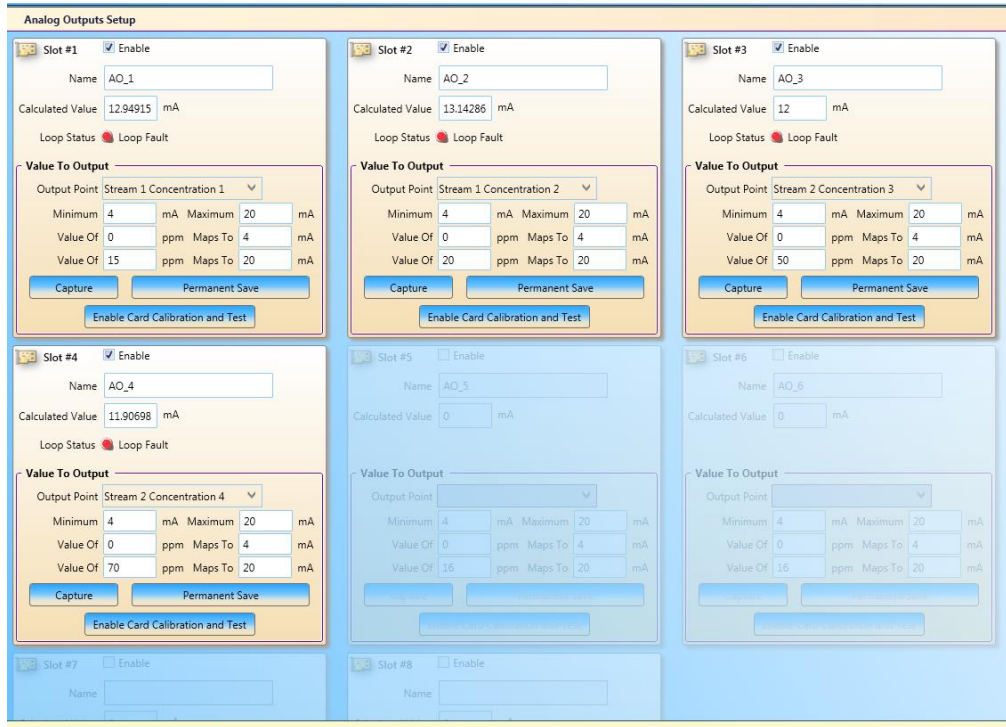 Analog Outputs Setup
Slot #1 Enable
Name AO_1
Calculated Value 12.94915 mA
Loop Status Loop Fault
Value To Output
Output Point Stream 1 Concentration 1
Minimum 4 mA Maximum 20 mA
Value Of 0 ppm Maps To 4 mA
Value Of 15 ppm Maps To 20 mA
Capture Permanent Save
Enable Card Calibration and Test
Slot #2 Enable
Name AO_2
Calculated Value 13.14286 mA
Loop Status Loop Fault
Value To Output
Output Point Stream 1 Concentration 2
Minimum 4 mA Maximum 20 mA
Value Of 0 ppm Maps To 4 mA
Value Of 20 ppm Maps To 20 mA
Capture Permanent Save
Enable Card Calibration and Test
Slot #3 Enable
Name AO_3
Calculated Value 12 mA
Loop Status Loop Fault
Value To Output
Output Point Stream 2 Concentration 3
Minimum 4 mA Maximum 20 mA
Value Of 0 ppm Maps To 4 mA
Value Of 50 ppm Maps To 20 mA
Capture Permanent Save
Enable Card Calibration and Test
Slot #4 Enable
Name AO_4
Calculated Value 11.90698 mA
Loop Status Loop Fault
Value To Output
Output Point Stream 2 Concentration 4
Minimum 4 mA Maximum 20 mA
Value Of 0 ppm Maps To 4 mA
Value Of 70 ppm Maps To 20 mA
Capture Permanent Save
Enable Card Calibration and Test
Slot #5 Enable
Name AO_5
Calculated Value 0 mA
Value To Output
Output Point
Minimum 4 mA Maximum 20 mA
Value Of 0 ppm Maps To 4 mA
Value Of 16 ppm Maps To 20 mA
Slot #6 Enable
Name AO_6
Calculated Value 0 mA
Value To Output
Output Point
Minimum 4 mA Maximum 20 mA
Value Of 0 ppm Maps To 4 mA
Value Of 16 ppm Maps To 20 mA
Slot #7 Enable
Name
Slot #8 Enable
Name